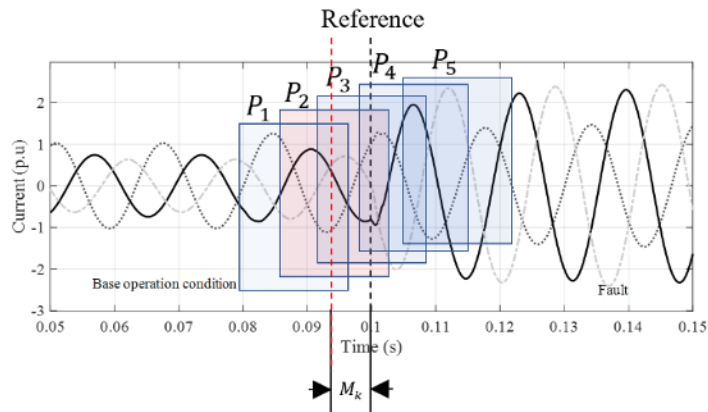 Reference
P₁
P₂
P₃
P₄
P₅
Current (p.u)
2
1
0
-1
-2
-3
Base operation condition
Fault
0.05 0.06 0.07 0.08 0.09 0.1 0.11 0.12 0.13 0.14 0.15
Time (s)
Mₖ